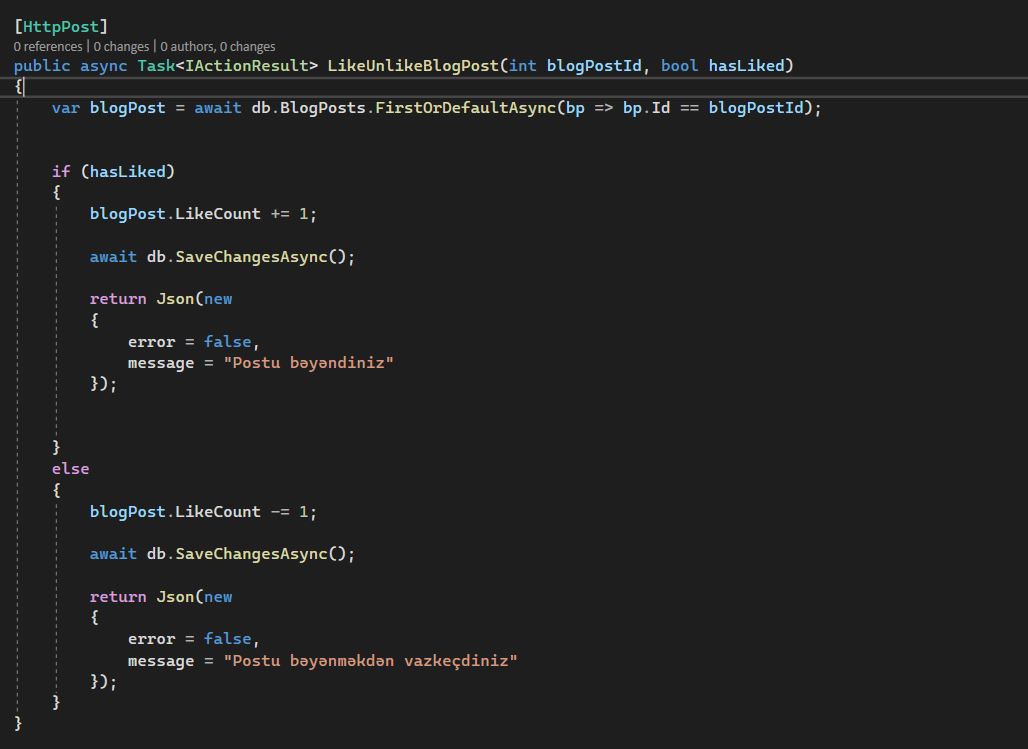 [HttpPost]
0 references | 0 changes | 0 authors, 0 changes
public async Task<IActionResult> LikeUnlikeBlogPost(int blogPostId, bool hasLiked)
{
var blogPost = await db.BlogPosts.FirstOrDefaultAsync(bp => bp.Id == blogPostId);
if (hasLiked)
{
blogPost.LikeCount += 1;
await db.SaveChangesAsync();
return Json(new
{
error = false,
message = "Postu bəyəndiniz"
});
}
else
{
blogPost.LikeCount -= 1;
await db.SaveChangesAsync();
return Json(new
{
error = false,
message = "Postu bəyənməkdən vazkeçdiniz"
});
}
}